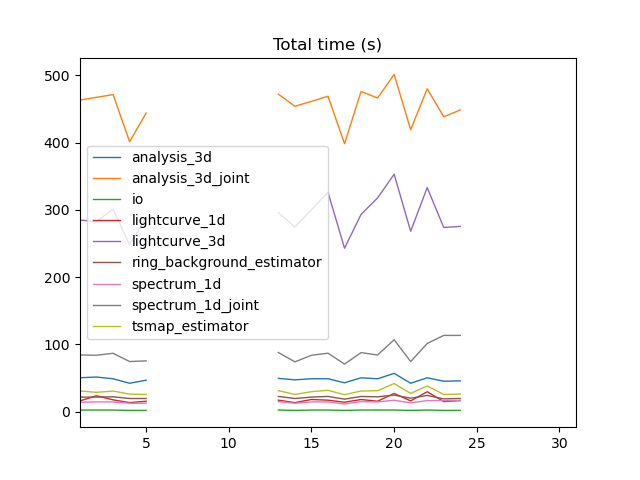 Total time (s)
500
400
300
200
100
0
analysis_3d
analysis_3d_joint
io
lightcurve_1d
lightcurve_3d
ring_background_estimator
spectrum_1d
spectrum_1d_joint
tsmap_estimator
5 10 15 20 25 30